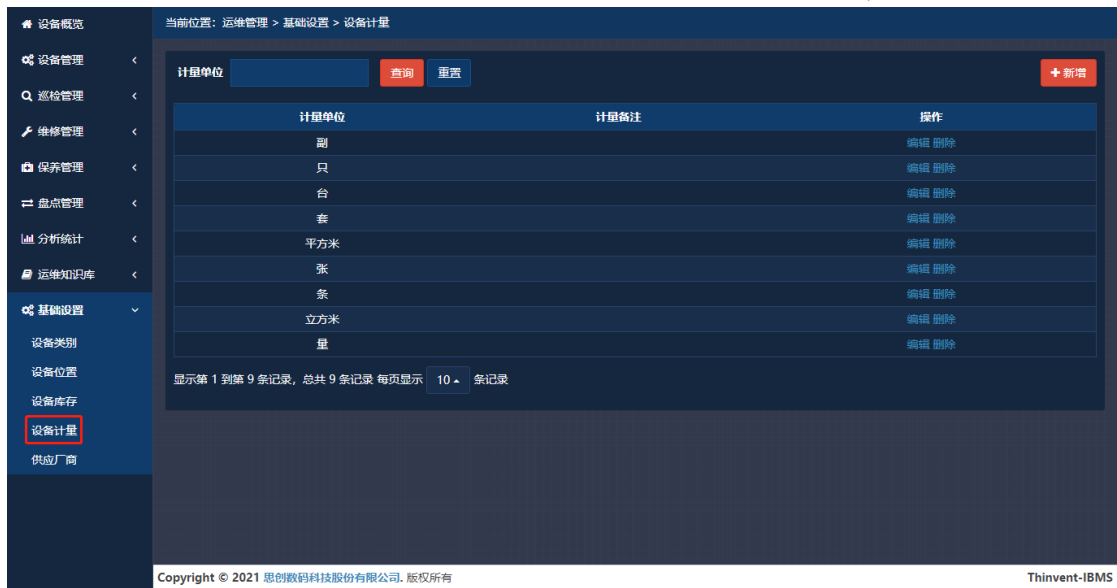 设备概览
设备管理
巡检管理
维修管理
保养管理
盘点管理
分析统计
运维知识库
基础设置
设备类别
设备位置
设备库存
设备计量
供应厂商
当前位置：运维管理 > 基础设置 > 设备计量
计量单位 查询 重置 新增
计量单位 计量备注 操作
副 编辑 删除
只 编辑 删除
台 编辑 删除
套 编辑 删除
平方米 编辑 删除
张 编辑 删除
条 编辑 删除
立方米 编辑 删除
量 编辑 删除
显示第 1 到第 9 条记录，总共 9 条记录 每页显示 10 条记录
Copyright © 2021 思创数码科技股份有限公司. 版权所有 Thinvent-IBMS